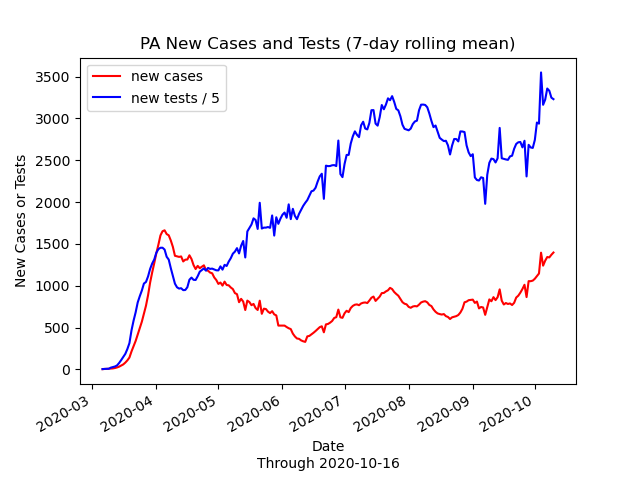 PA New Cases and Tests (7-day rolling mean)
new cases
new tests / 5
3500
3000
2500
2000
1500
1000
500
0
New Cases or Tests
2020-03
2020-04
2020-05
2020-06
2020-07
2020-08
2020-09
2020-10
Date
Through 2020-10-16